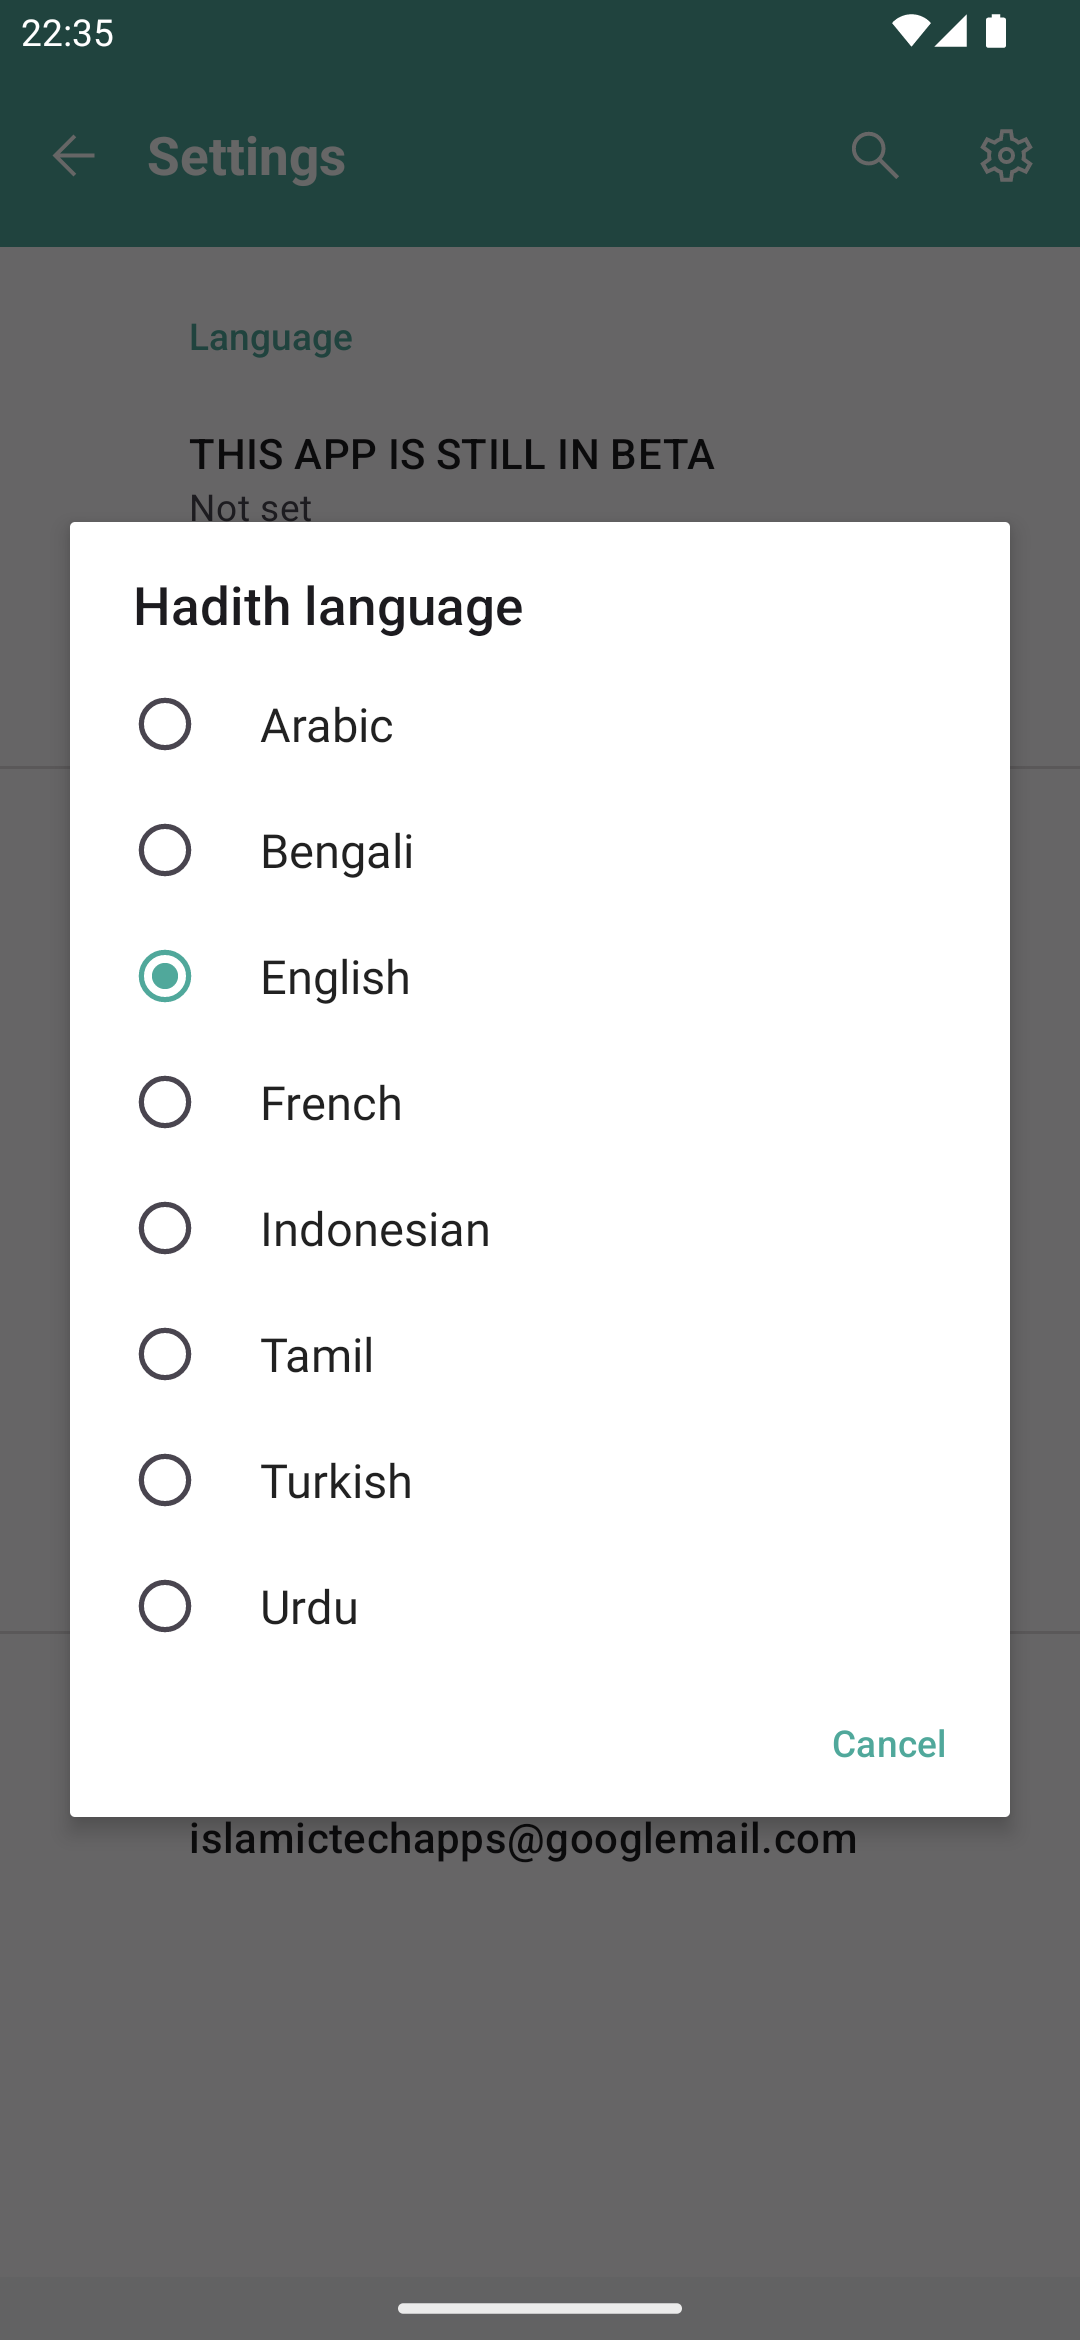 22:35
Settings
Language
THIS APP IS STILL IN BETA
Not set
Hadith language
Arabic
Bengali
English
French
Indonesian
Tamil
Turkish
Urdu
Cancel
islamictechapps@googlemail.com